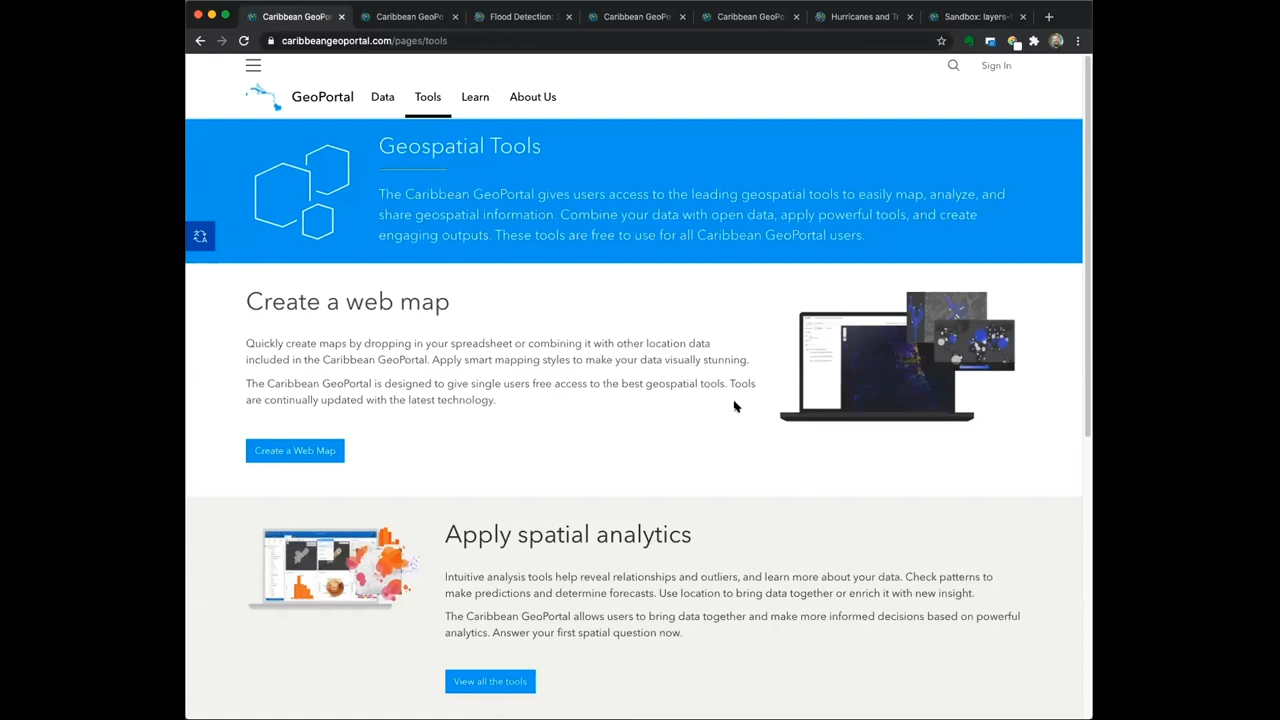 Caribbean GeoPor
Caribbean GeoPo
Flood Detection:
Caribbean GeoPo
Caribbean GeoPo
Hurricanes and Tr
Sandbox: layers-
caribbeangeoportal.com/pages/tools
Sign In
GeoPortal Data Tools Learn About Us
Geospatial Tools
The Caribbean GeoPortal gives users access to the leading geospatial tools to easily map, analyze, and
share geospatial information. Combine your data with open data, apply powerful tools, and create
engaging outputs. These tools are free to use for all Caribbean GeoPortal users.
Create a web map
Quickly create maps by dropping in your spreadsheet or combining it with other location data
included in the Caribbean GeoPortal. Apply smart mapping styles to make your data visually stunning.
The Caribbean GeoPortal is designed to give single users free access to the best geospatial tools. Tools
are continually updated with the latest technology.
Create a Web Map
Apply spatial analytics
Intuitive analysis tools help reveal relationships and outliers, and learn more about your data. Check patterns to
make predictions and determine forecasts. Use location to bring data together or enrich it with new insight.
The Caribbean GeoPortal allows users to bring data together and make more informed decisions based on powerful
analytics. Answer your first spatial question now.
View all the tools